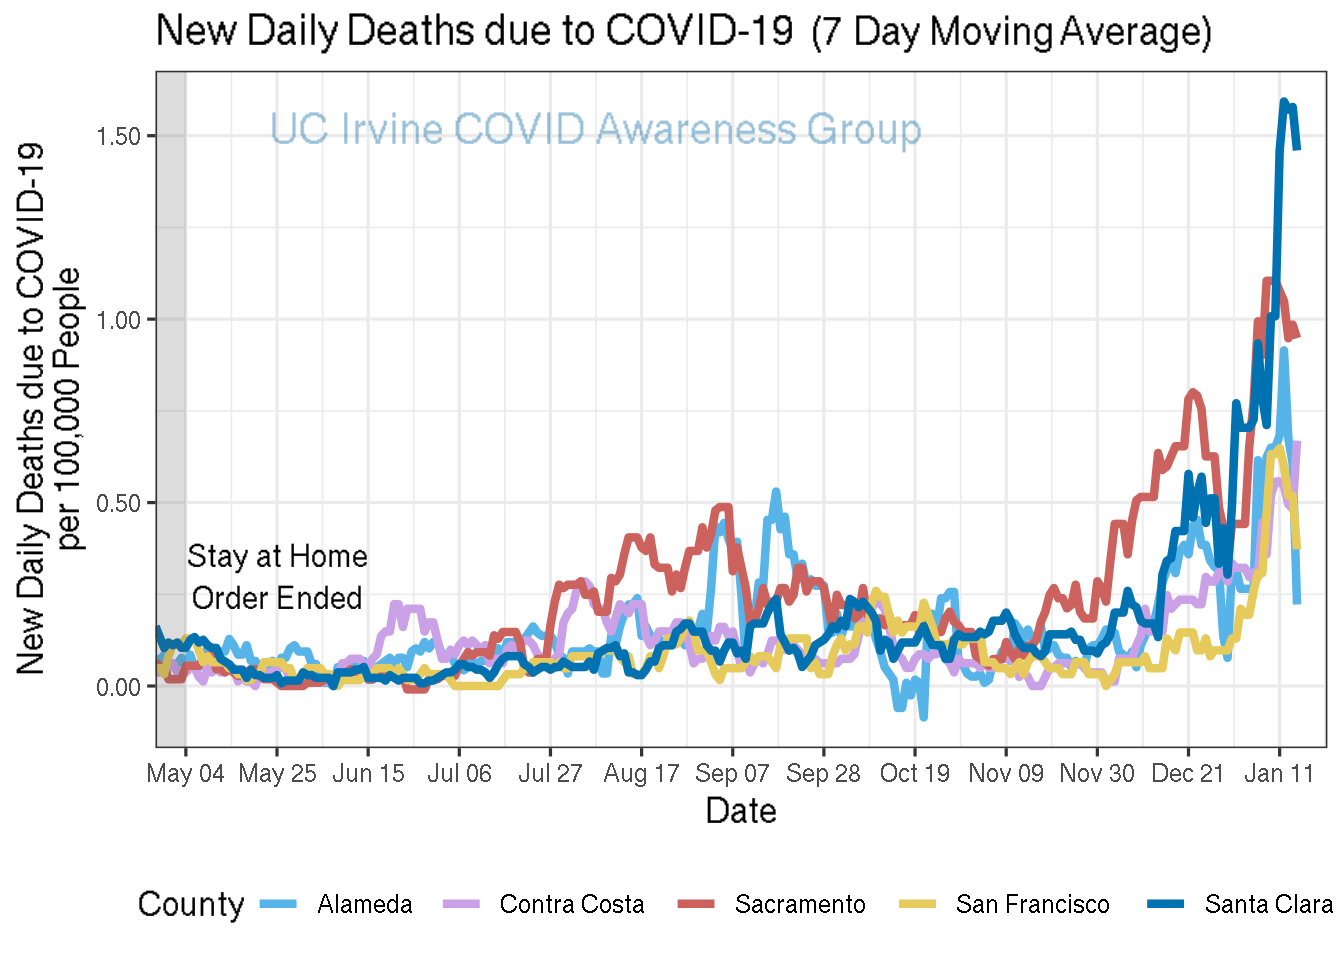 New Daily Deaths due to COVID-19 (7 Day Moving Average)
UC Irvine COVID Awareness Group
New Daily Deaths due to COVID-19
per 100,000 People
1.50
1.00
0.50
0.00
Stay at Home
Order Ended
May 04 May 25 Jun 15 Jul 06 Jul 27 Aug 17 Sep 07 Sep 28 Oct 19 Nov 09 Nov 30 Dec 21 Jan 11
Date
County Alameda Contra Costa Sacramento San Francisco Santa Clara